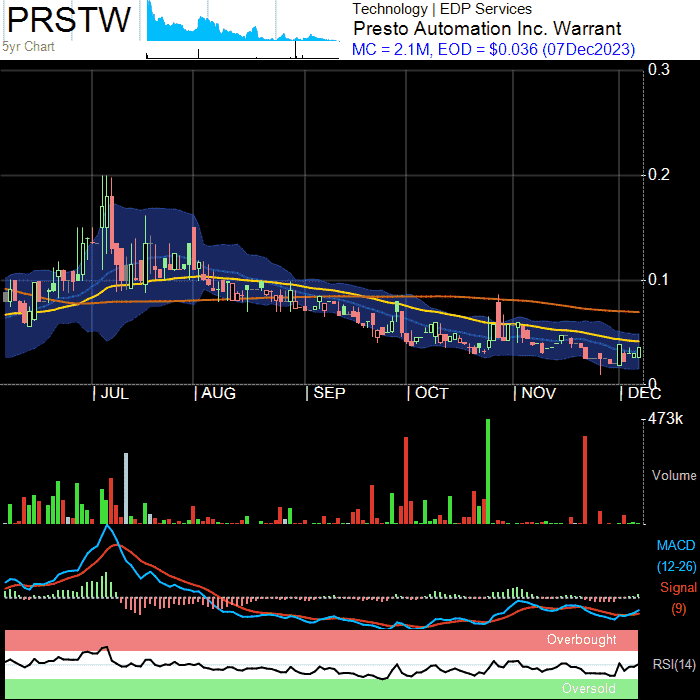 PRSTW
5yr Chart
Technology | EDP Services
Presto Automation Inc. Warrant
MC = 2.1M, EOD = $0.036 (07Dec2023)
0.3
0.2
0.1
0
JUL AUG SEP OCT NOV DEC
473k
Volume
MACD
(12-26)
Signal
(9)
Overbought
RSI(14)
Oversold